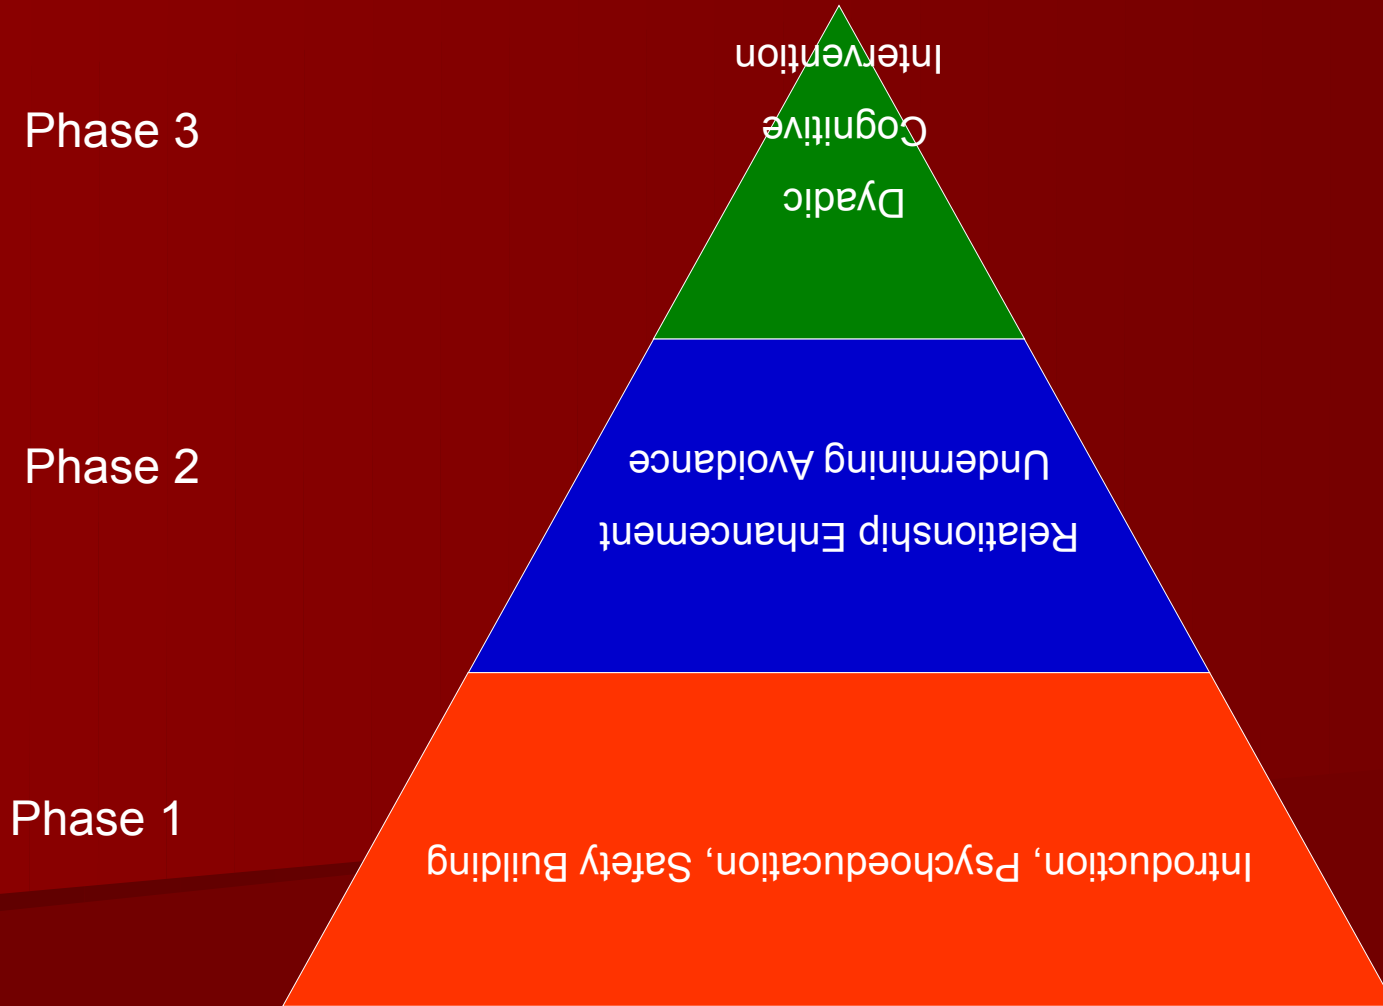 Phase 3
Dyadic
Cognitive
Intervention
Phase 2
Relationship Enhancement
Undermining Avoidance
Phase 1
Introduction, Psychoeducation, Safety Building